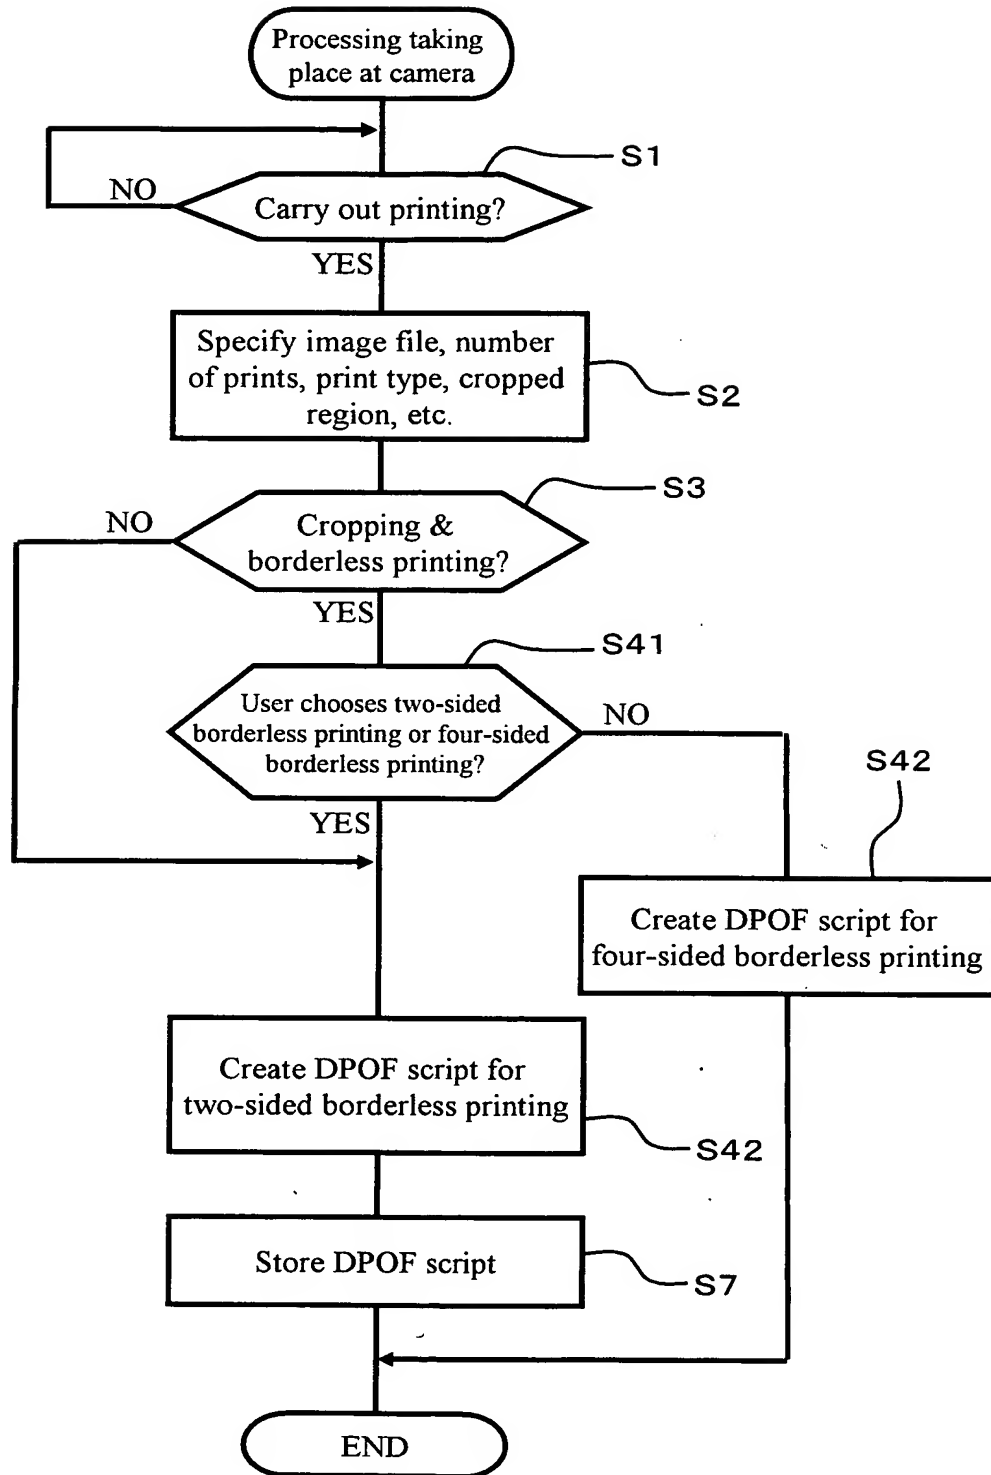 Processing taking
place at camera
S1
NO
Carry out printing?
YES
Specify image file, number
of prints, print type, cropped
region, etc.
S2
S3
NO
Cropping &
borderless printing?
YES
S41
User chooses two-sided
borderless printing or four-sided
borderless printing?
NO
S42
YES
Create DPOF script for
four-sided borderless printing
Create DPOF script for
two-sided borderless printing
S42
Store DPOF script
S7
END